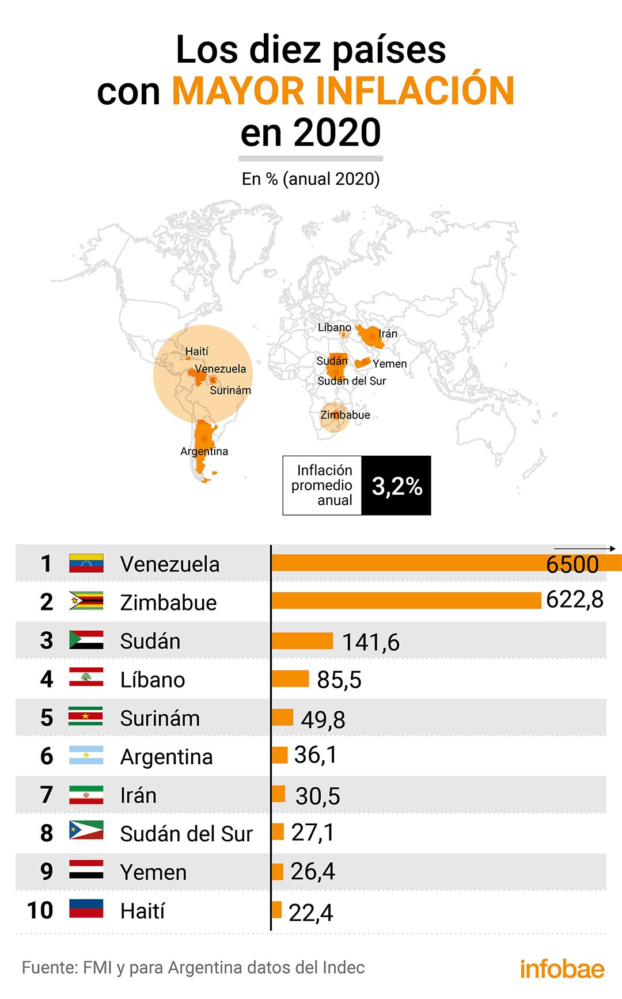 Los diez países
con MAYOR INFLACIÓN
en 2020
En % (anual 2020)
Líbano
Irán
Haití
Sudán
Yemen
Venezuela
Sudán del Sur
Surinám
Zimbabue
Argentina
Inflación
promedio
anual
3,2%
1 Venezuela 6500
2 Zimbabue 622,8
3 Sudán 141,6
4 Líbano 85,5
5 Surinám 49,8
6 Argentina 36,1
7 Irán 30,5
8 Sudán del Sur 27,1
9 Yemen 26,4
10 Haití 22,4
Fuente: FMI y para Argentina datos del Indec
infobae